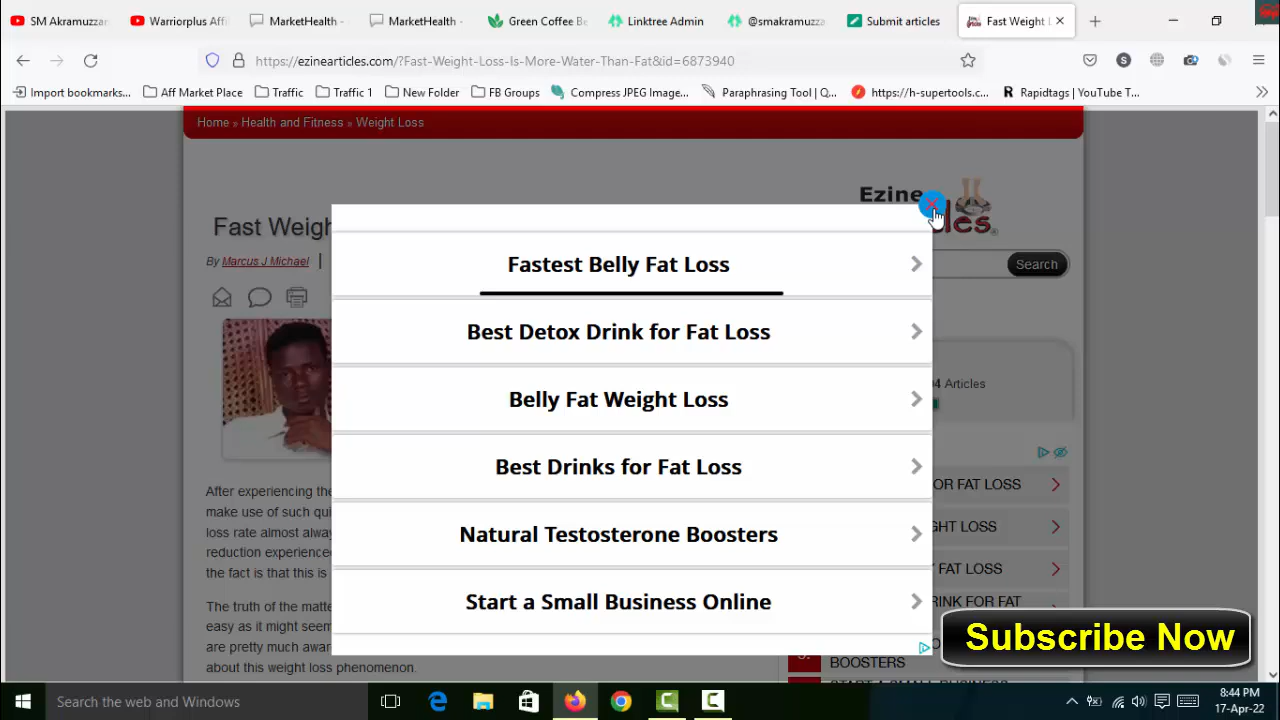 SM Akramuzzan
Warriorplus Affi
MarketHealth -
MarketHealth -
Green Coffee Be
Linktree Admin
@smakramuzza
Submit articles
Fast Weight L
https://ezinearticles.com/?Fast-Weight-Loss-Is-More-Water-Than-Fat&id=6873940
S
Import bookmarks...
Aff Market Place
Traffic
Traffic 1
New Folder
FB Groups
Compress JPEG Image...
Paraphrasing Tool | Q...
https://h-supertools.c...
Rapidtags | YouTube T...
Home » Health and Fitness » Weight Loss
Ezine
les
Fast Weigh
By Marcus J Michael |
Search
Fastest Belly Fat Loss
Best Detox Drink for Fat Loss
Belly Fat Weight Loss
Best Drinks for Fat Loss
Natural Testosterone Boosters
Start a Small Business Online
4 Articles
OR FAT LOSS
GHT LOSS
FAT LOSS
RINK FOR FAT
BOOSTERS
After experiencing the
make use of such qui
loss rate almost alway
reduction experienced
the fact is that this is
The truth of the matte
easy as it might seem
are pretty much awar
about this weight loss phenomenon.
Subscribe Now
Search the web and Windows
8:44 PM
17-Apr-22